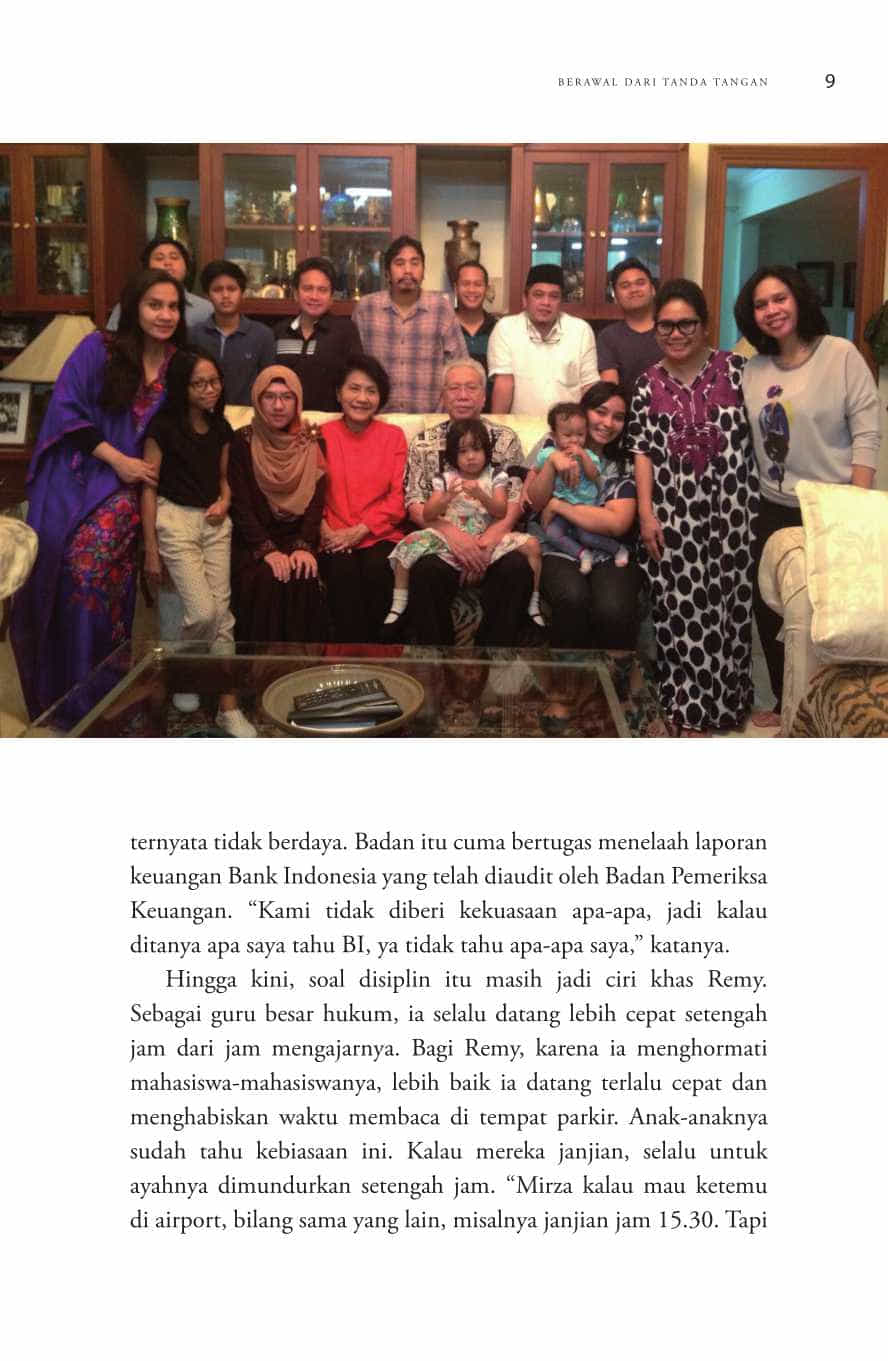 BERAWAL DARI TANDA TANGAN 9
ternyata tidak berdaya. Badan itu cuma bertugas menelaah laporan
keuangan Bank Indonesia yang telah diaudit oleh Badan Pemeriksa
Keuangan. “Kami tidak diberi kekuasaan apa-apa, jadi kalau
ditanya apa saya tahu BI, ya tidak tahu apa-apa saya,” katanya.
Hingga kini, soal disiplin itu masih jadi ciri khas Remy.
Sebagai guru besar hukum, ia selalu datang lebih cepat setengah
jam dari jam mengajarnya. Bagi Remy, karena ia menghormati
mahasiswa-mahasiswanya, lebih baik ia datang terlalu cepat dan
menghabiskan waktu membaca di tempat parkir. Anak-anaknya
sudah tahu kebiasaan ini. Kalau mereka janjian, selalu untuk
ayahnya dimundurkan setengah jam. “Mirza kalau mau ketemu
di airport, bilang sama yang lain, misalnya janjian jam 15.30. Tapi